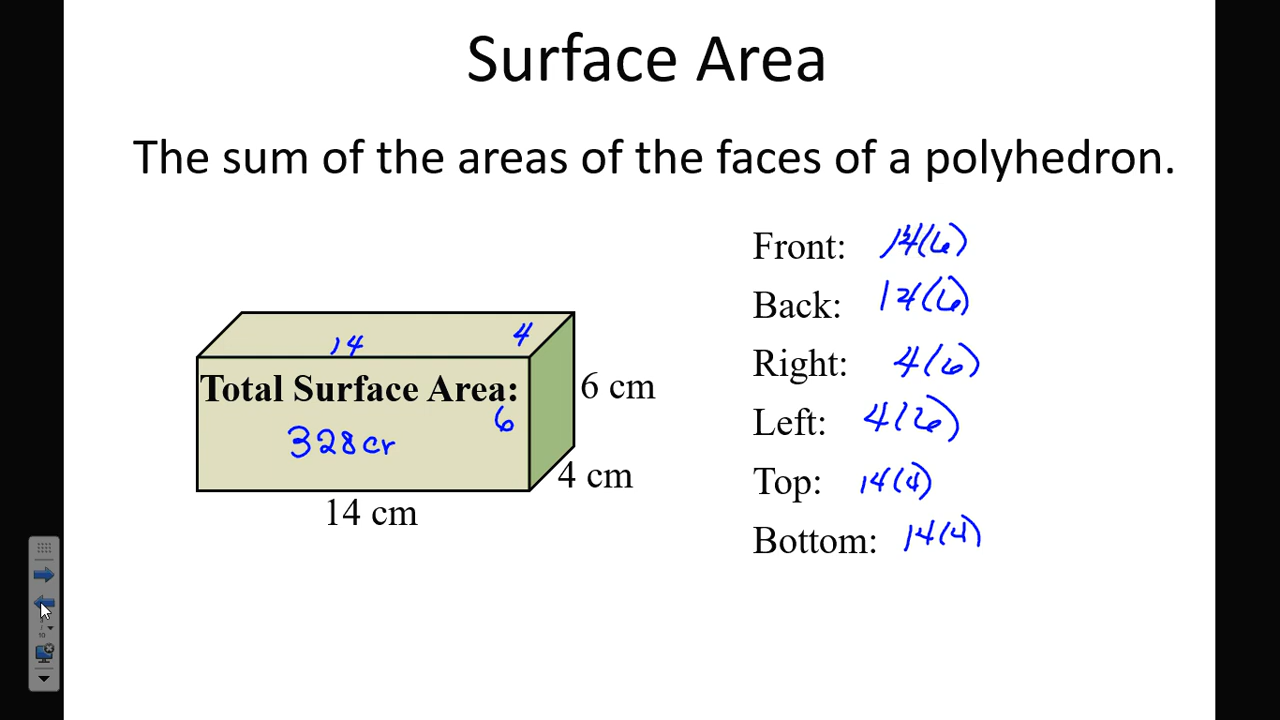 Surface Area
The sum of the areas of the faces of a polyhedron.
Front: 14(6)
Back: 14(6)
Right: 4(6)
Left: 4(6)
Top: 14(4)
Bottom: 14(4)
14
4
Total Surface Area:
6
328cr
6 cm
4 cm
14 cm
10